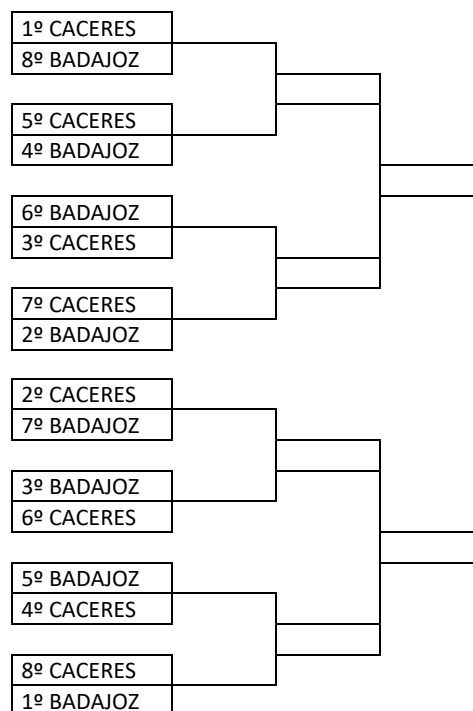 1º CACERES
8º BADAJOZ
5º CACERES
4º BADAJOZ
6º BADAJOZ
3º CACERES
7º CACERES
2º BADAJOZ
2º CACERES
7º BADAJOZ
3º BADAJOZ
6º CACERES
5º BADAJOZ
4º CACERES
8º CACERES
1º BADAJOZ